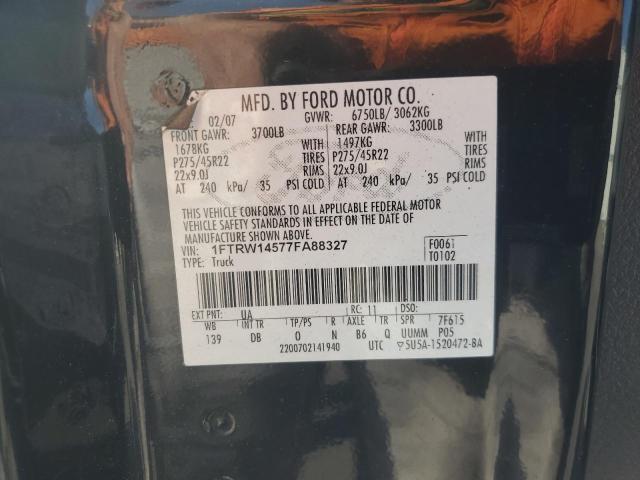 MFD. BY FORD MOTOR CO.
02/07 GVWR: 6750LB/ 3062KG
FRONT GAWR: 3700LB REAR GAWR: 3300LB
1678KG WITH 1497KG WITH
P275/45R22 TIRES P275/45R22 TIRES
22x9.0J RIMS 22x9.0J RIMS
AT 240 kPa/ 35 PSI COLD AT 240 kPa/ 35 PSI COLD
THIS VEHICLE CONFORMS TO ALL APPLICABLE FEDERAL MOTOR
VEHICLE SAFETY STANDARDS IN EFFECT ON THE DATE OF
MANUFACTURE SHOWN ABOVE.
VIN: 1FTRW14577FA88327 F0061
TYPE: Truck T0102
EXT PNT: UA RC: 11 DSO:
WB INT TR TP/PS R AXLE TR SPR 7F615
139 DB O N B6 Q UUMM P05
2200702141940 UTC 5U5A-1520472-BA